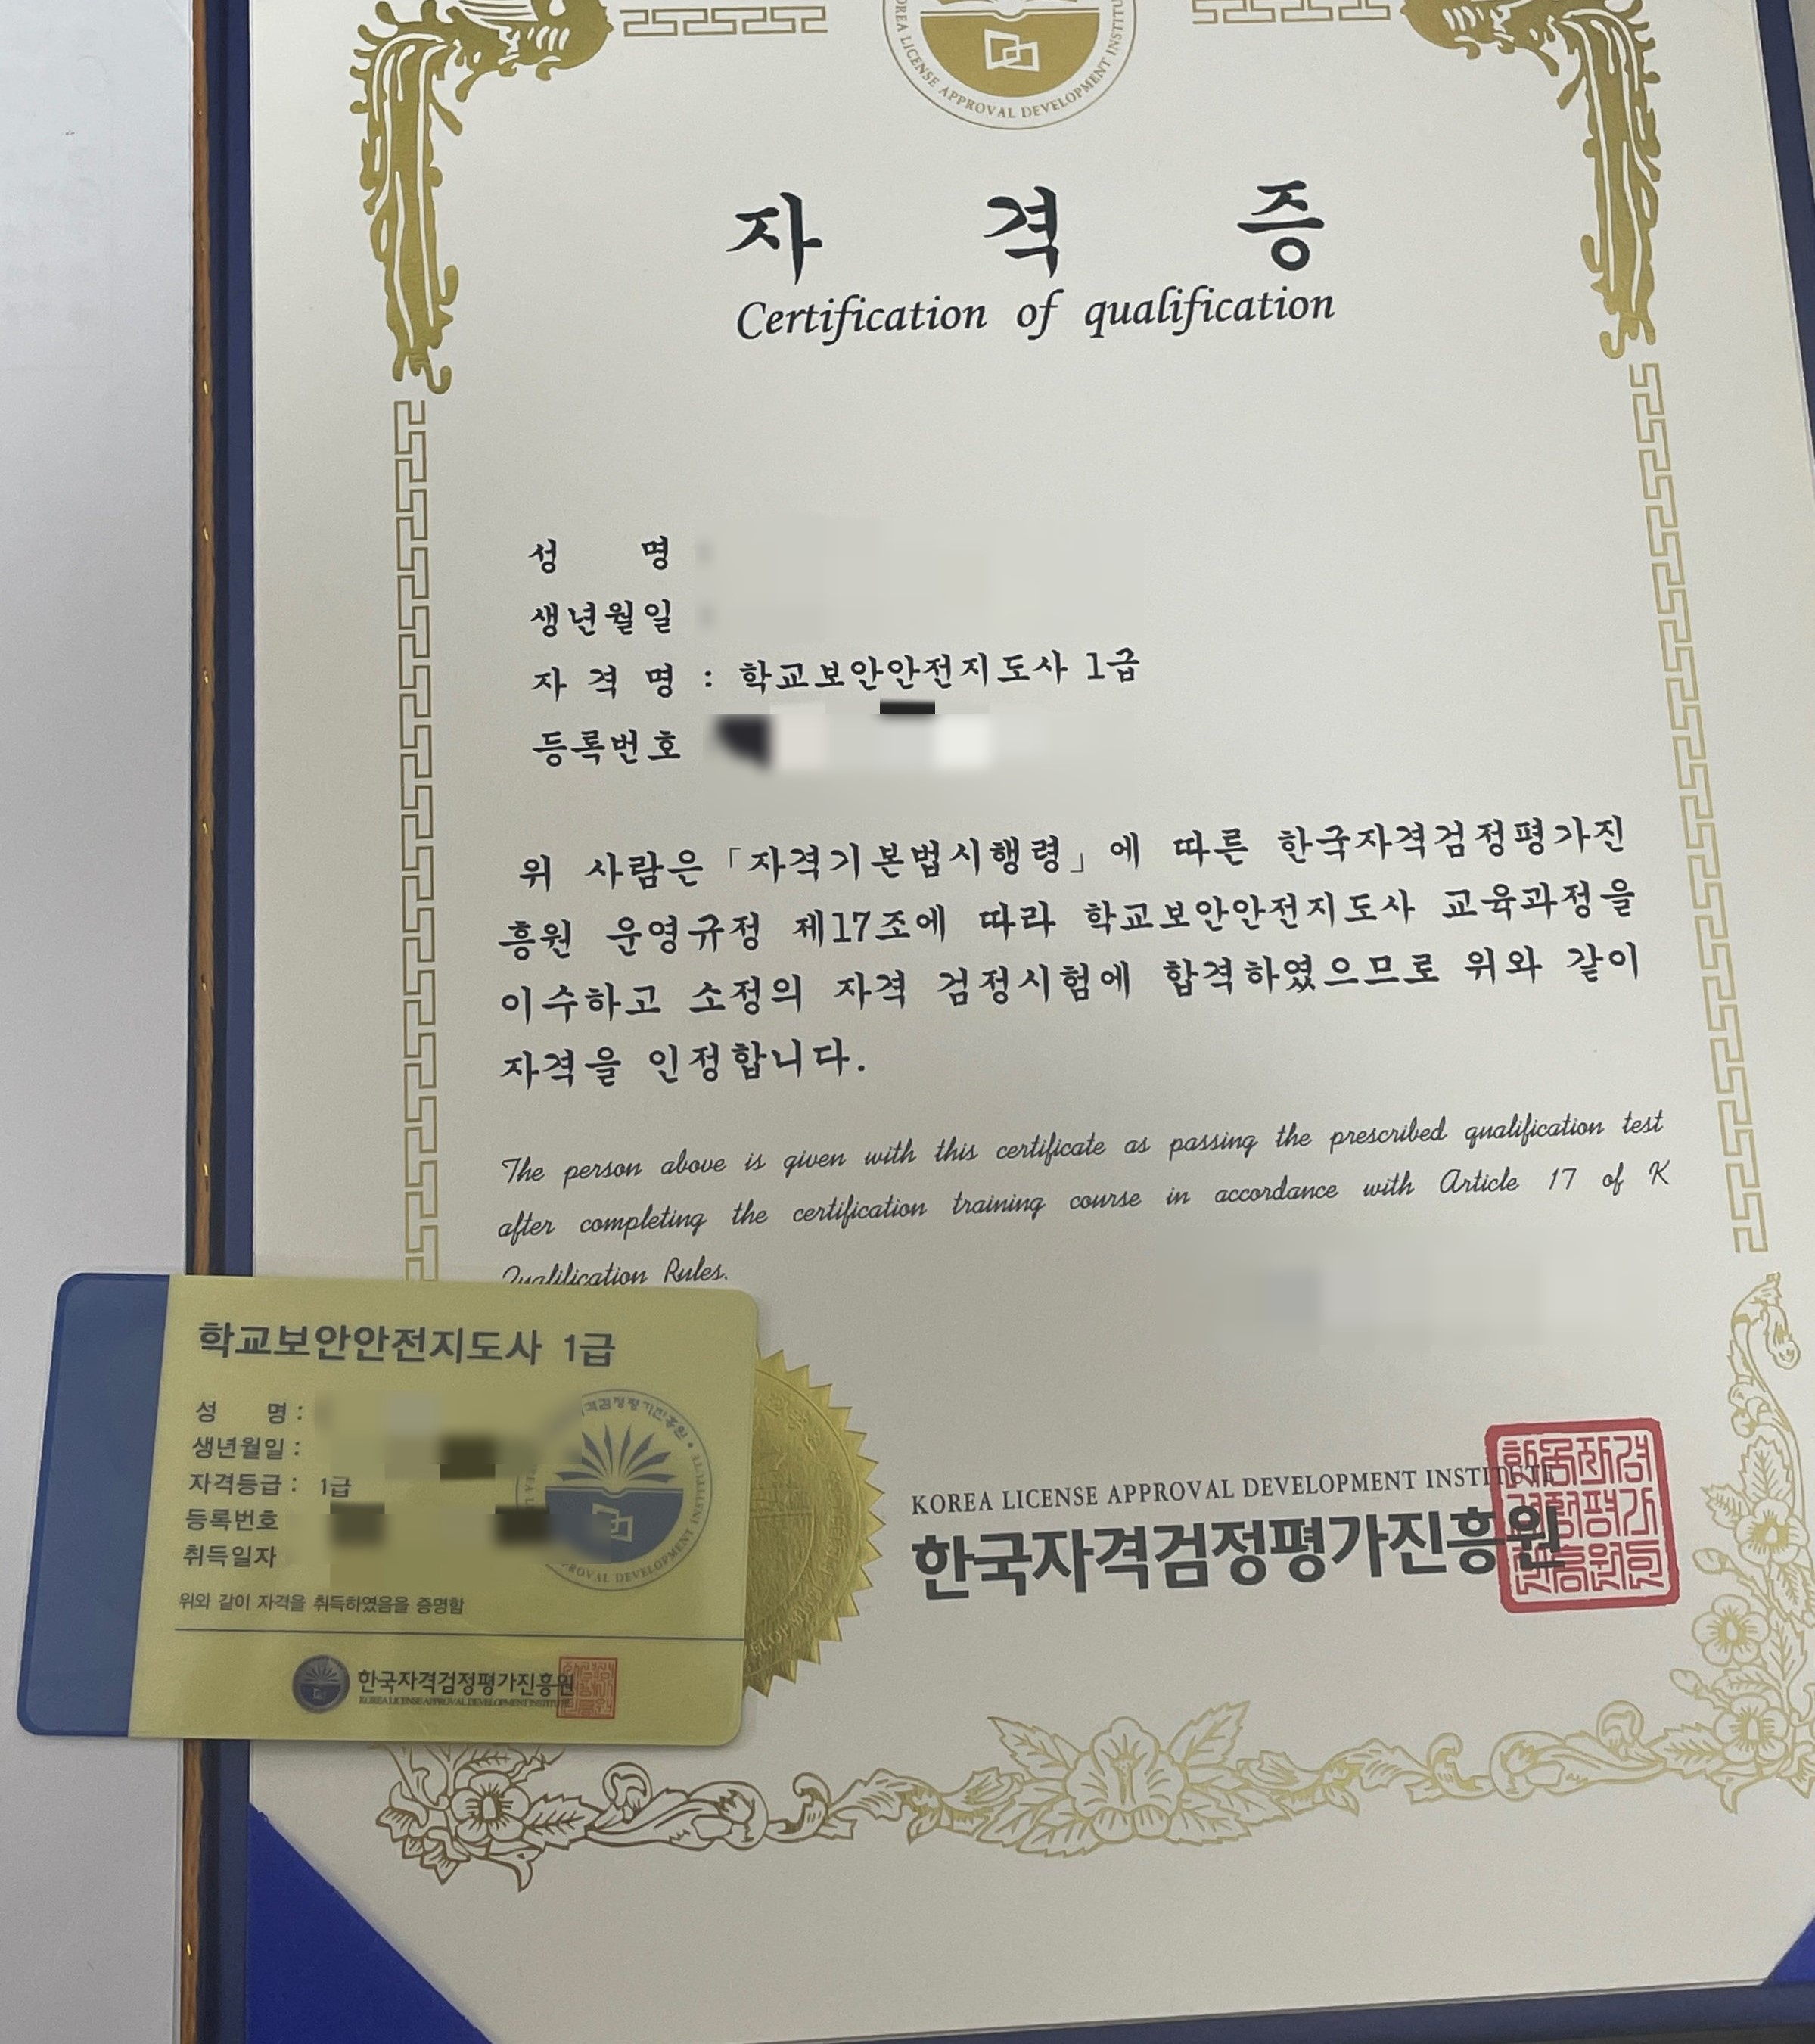 KOREA LICENSE APPROVAL DEVELOPMENT
자 격 증
Certification of qualification
성 명
생년월일
자 격 명 : 학교보안안전지도사 1급
등록번호
위 사람은「자격기본법시행령」에 따른 한국자격검정평가진
흥원 운영규정 제17조에 따라 학교보안안전지도사 교육과정을
이수하고 소정의 자격 검정시험에 합격하였으므로 위와 같이
자격을 인정합니다.
The person above is given with this certificate as passing the prescribed qualification test
after completing the certification training course in accordance with Article 17 of K
Qualification Rules.
KOREA LICENSE APPROVAL DEVELOPMENT INSTITUTE
한국자격검정평가진흥원
학교보안안전지도사 1급
성 명 :
생년월일 :
자격등급 : 1급
등록번호
취득일자
위와 같이 자격을 취득하였음을 증명함
한국자격검정평가진흥원
KOREA LICENSE APPROVAL DEVELOPMENT INSTITUTE